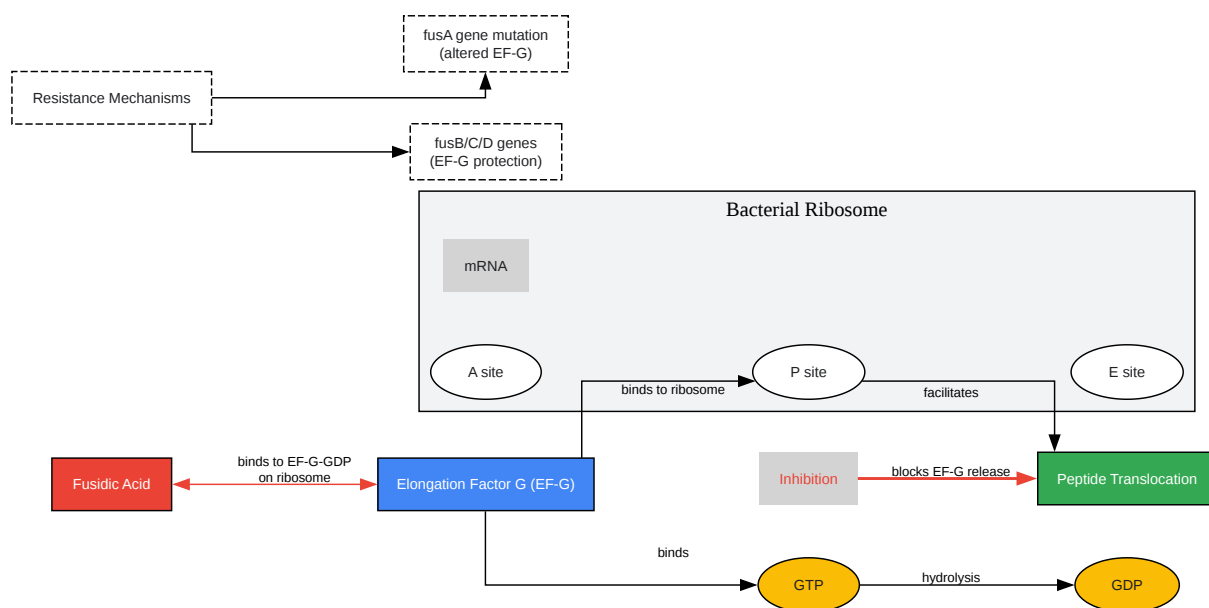 fusA gene mutation
(altered EF-G)
Resistance Mechanisms
fusB/C/D genes
(EF-G protection)
Bacterial Ribosome
mRNA
A site
P site
E site
binds to ribosome
facilitates
Fusidic Acid
binds to EF-G-GDP
on ribosome
Elongation Factor G (EF-G)
Inhibition
blocks EF-G release
Peptide Translocation
binds
GTP
hydrolysis
GDP